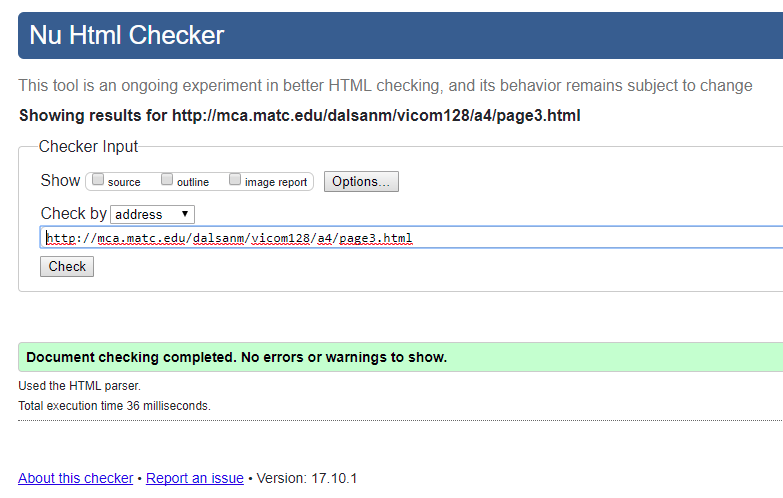 Nu Html Checker
This tool is an ongoing experiment in better HTML checking, and its behavior remains subject to change
Showing results for http://mca.matc.edu/dalsanm/vicom128/a4/page3.html
Checker Input
Show source outline image report Options...
Check by address
http://mca.matc.edu/dalsanm/vicom128/a4/page3.html
Check
Document checking completed. No errors or warnings to show.
Used the HTML parser.
Total execution time 36 milliseconds.
About this checker • Report an issue • Version: 17.10.1